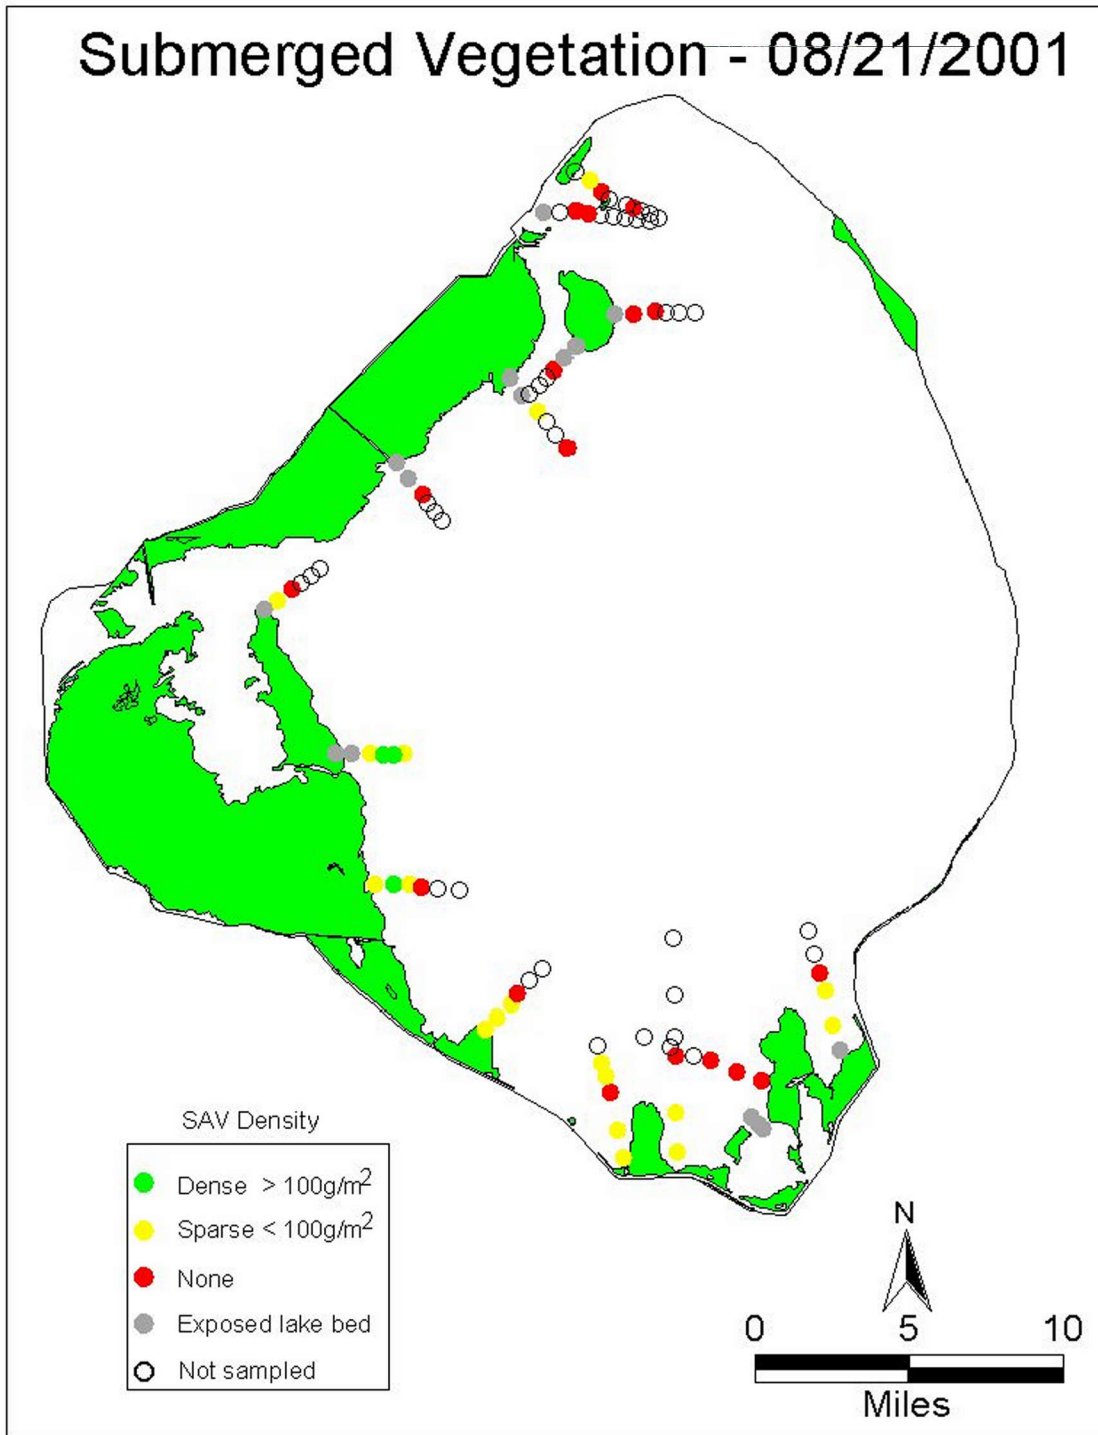 Submerged Vegetation - 08/21/2001
SAV Density
Dense > 100g/m2
Sparse < 100g/m2
None
Exposed lake bed
Not sampled
N
0 5 10
Miles